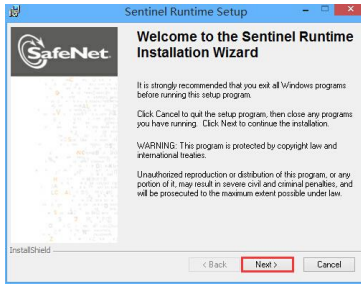 Sentinel Runtime Setup
SafeNet.
Welcome to the Sentinel Runtime
Installation Wizard
It is strongly recommended that you exit all Windows programs
before running this setup program.
Click Cancel to quit the setup program, then close any programs
you have running. Click Next to continue the installation.
WARNING: This program is protected by copyright law and
international treaties.
Unauthorized reproduction or distribution of this program, or any
portion of it, may result in severe civil and criminal penalties, and
will be prosecuted to the maximum extent possible under law.
InstallShield
< Back Next > Cancel